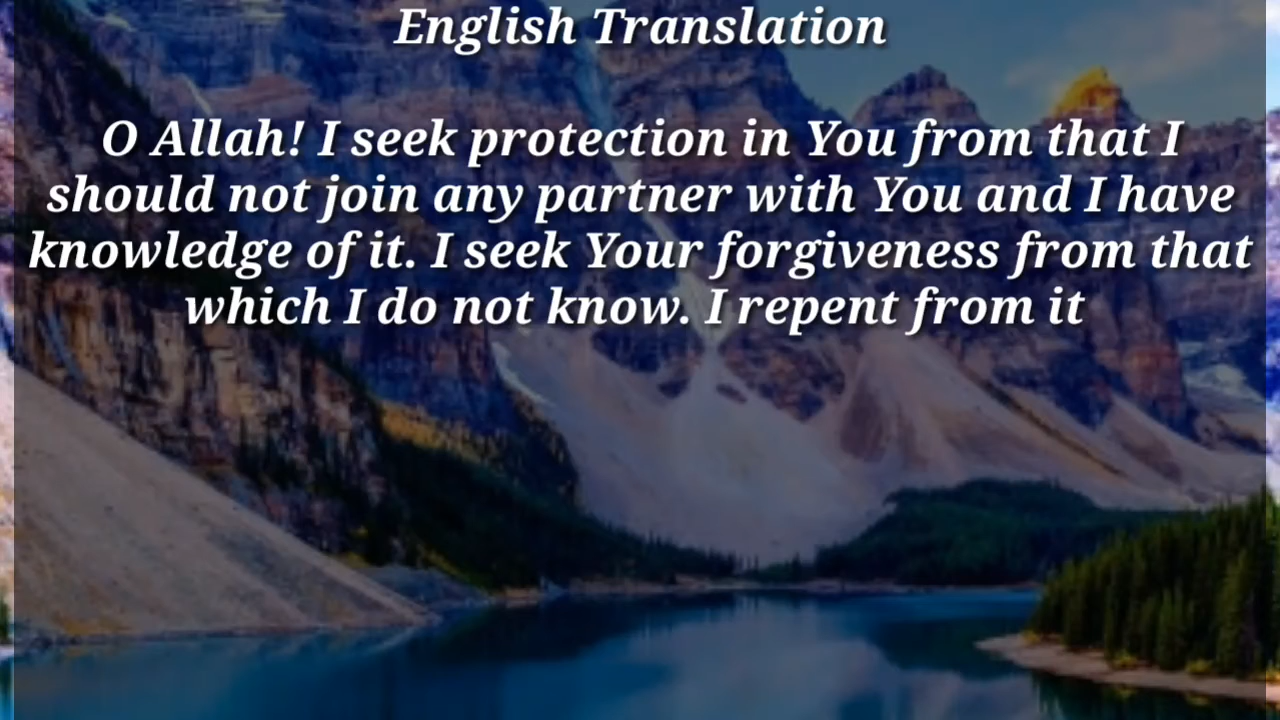 English Translation
O Allah! I seek protection in You from that I
should not join any partner with You and I have
knowledge of it. I seek Your forgiveness from that
which I do not know. I repent from it